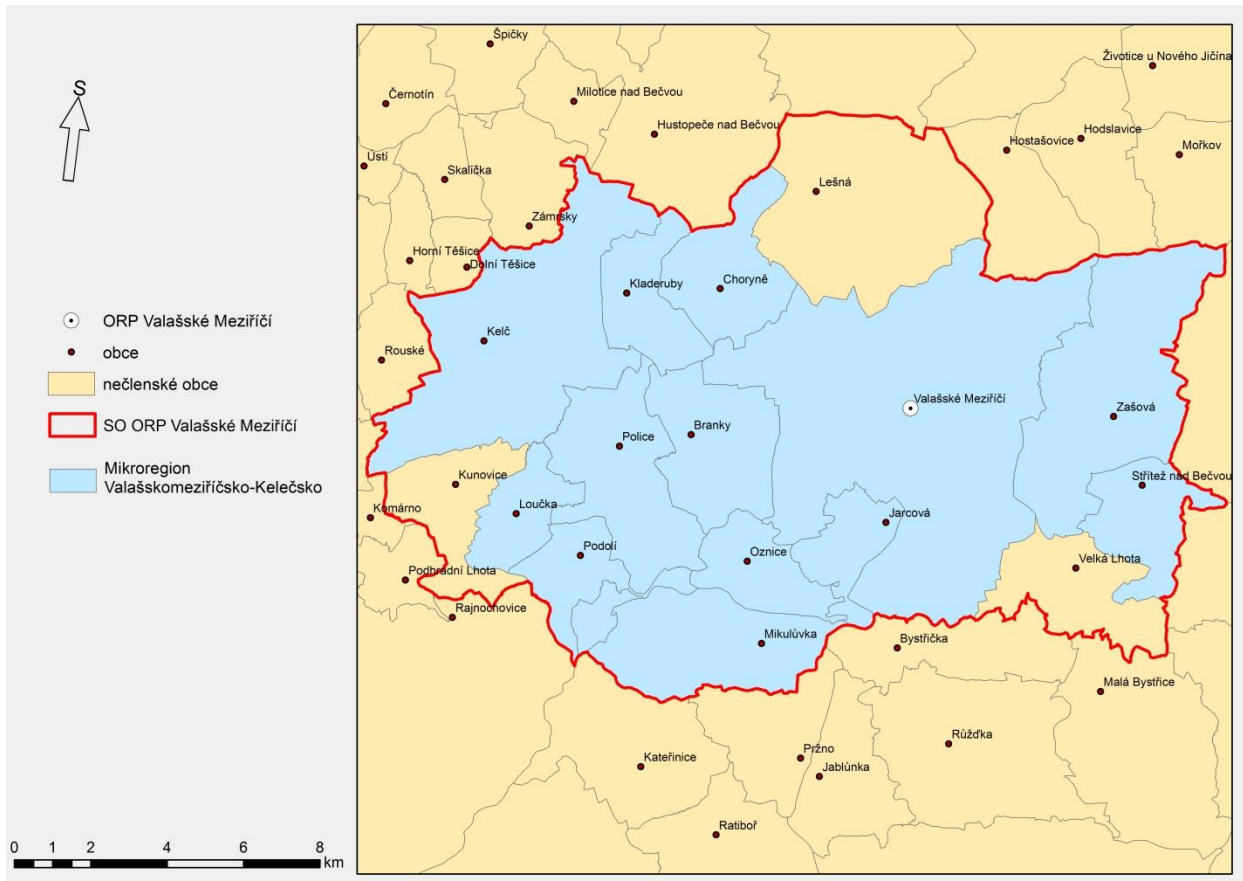 S
ORP Valašské Meziříčí
obce
nečlenské obce
SO ORP Valašské Meziříčí
Mikroregion
Valašskomeziříčsko-Kelečsko
0 1 2 4 6 8
km
Špičky
Životice u Nového Jičína
Černotín
Milotice nad Bečvou
Hustopeče nad Bečvou
Hodslavice
Hostašovice
Mořkov
Ústí
Skalička
Lešná
Zámrsky
Horní Těšice
Dolní Těšice
Kladeruby
Choryně
Kelč
Rouské
Valašské Meziříčí
Zašová
Police
Branky
Kunovice
Střítež nad Bečvou
Loučka
Komárno
Jarcová
Podolí
Oznice
Velká Lhota
Podhradní Lhota
Rajnochovice
Mikulůvka
Bystřička
Malá Bystřice
Růžďka
Kateřinice
Pržno
Jablůnka
Ratiboř